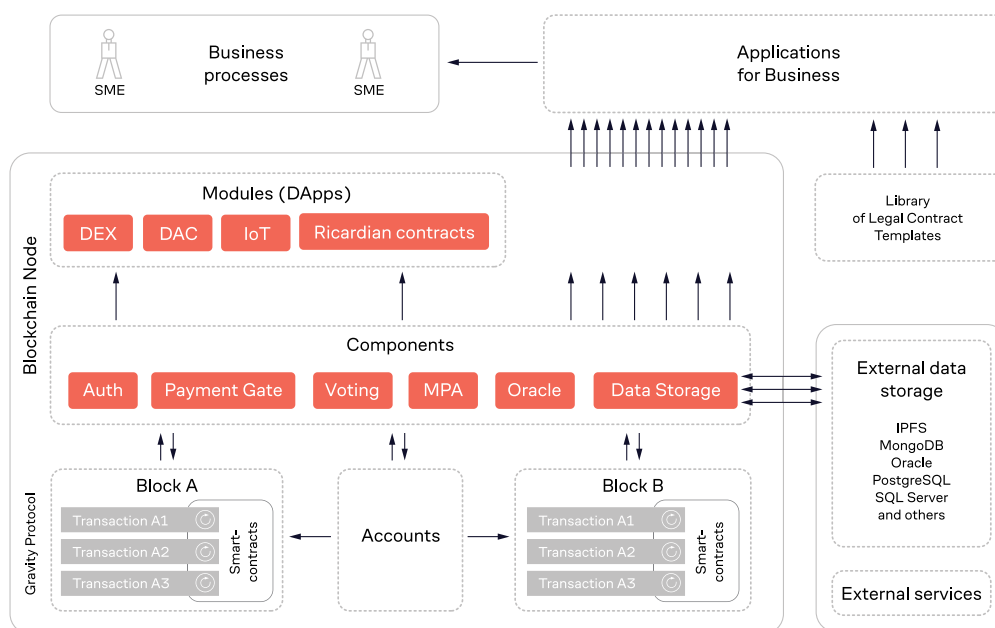 SME
Business
processes
SME
Applications
for Business
Blockchain Node
Modules (DApps)
DEX
DAC
IoT
Ricardian contracts
Library
of Legal Contract
Templates
Components
Auth
Payment Gate
Voting
MPA
Oracle
Data Storage
External data
storage
IPFS
MongoDB
Oracle
PostgreSQL
SQL Server
and others
External services
Gravity Protocol
Block A
Transaction A1
Transaction A2
Transaction A3
Smart-
contracts
Accounts
Block B
Transaction A1
Transaction A2
Transaction A3
Smart-
contracts